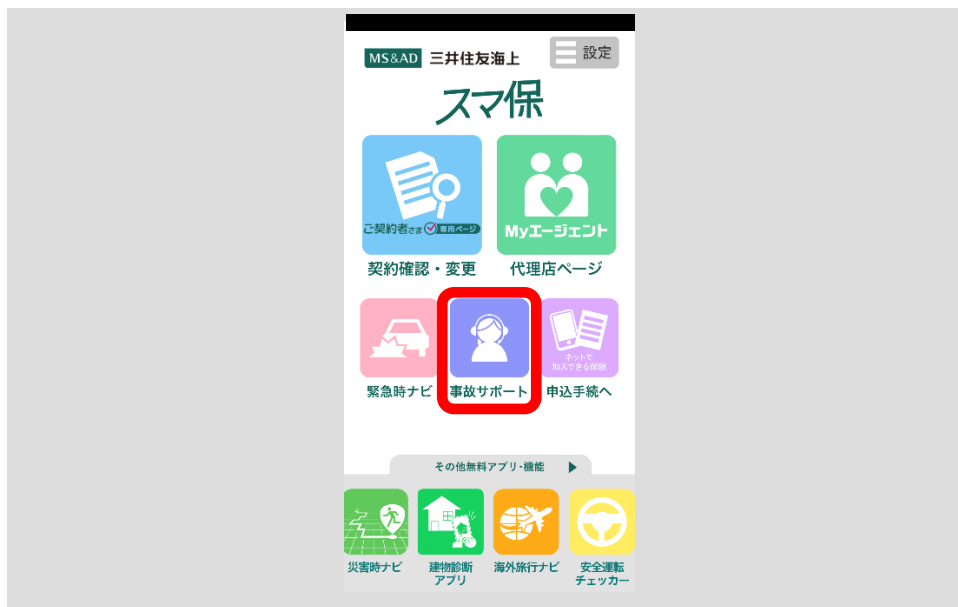 MS&AD 三井住友海上
設定
スマ保
ご契約者さま 専用ページ
Myエージェント
契約確認・変更
代理店ページ
ネットで
加入できる保険
緊急時ナビ
事故サポート
申込手続へ
その他無料アプリ・機能 ▶
災害時ナビ
建物診断
アプリ
海外旅行ナビ
安全運転
チェッカー